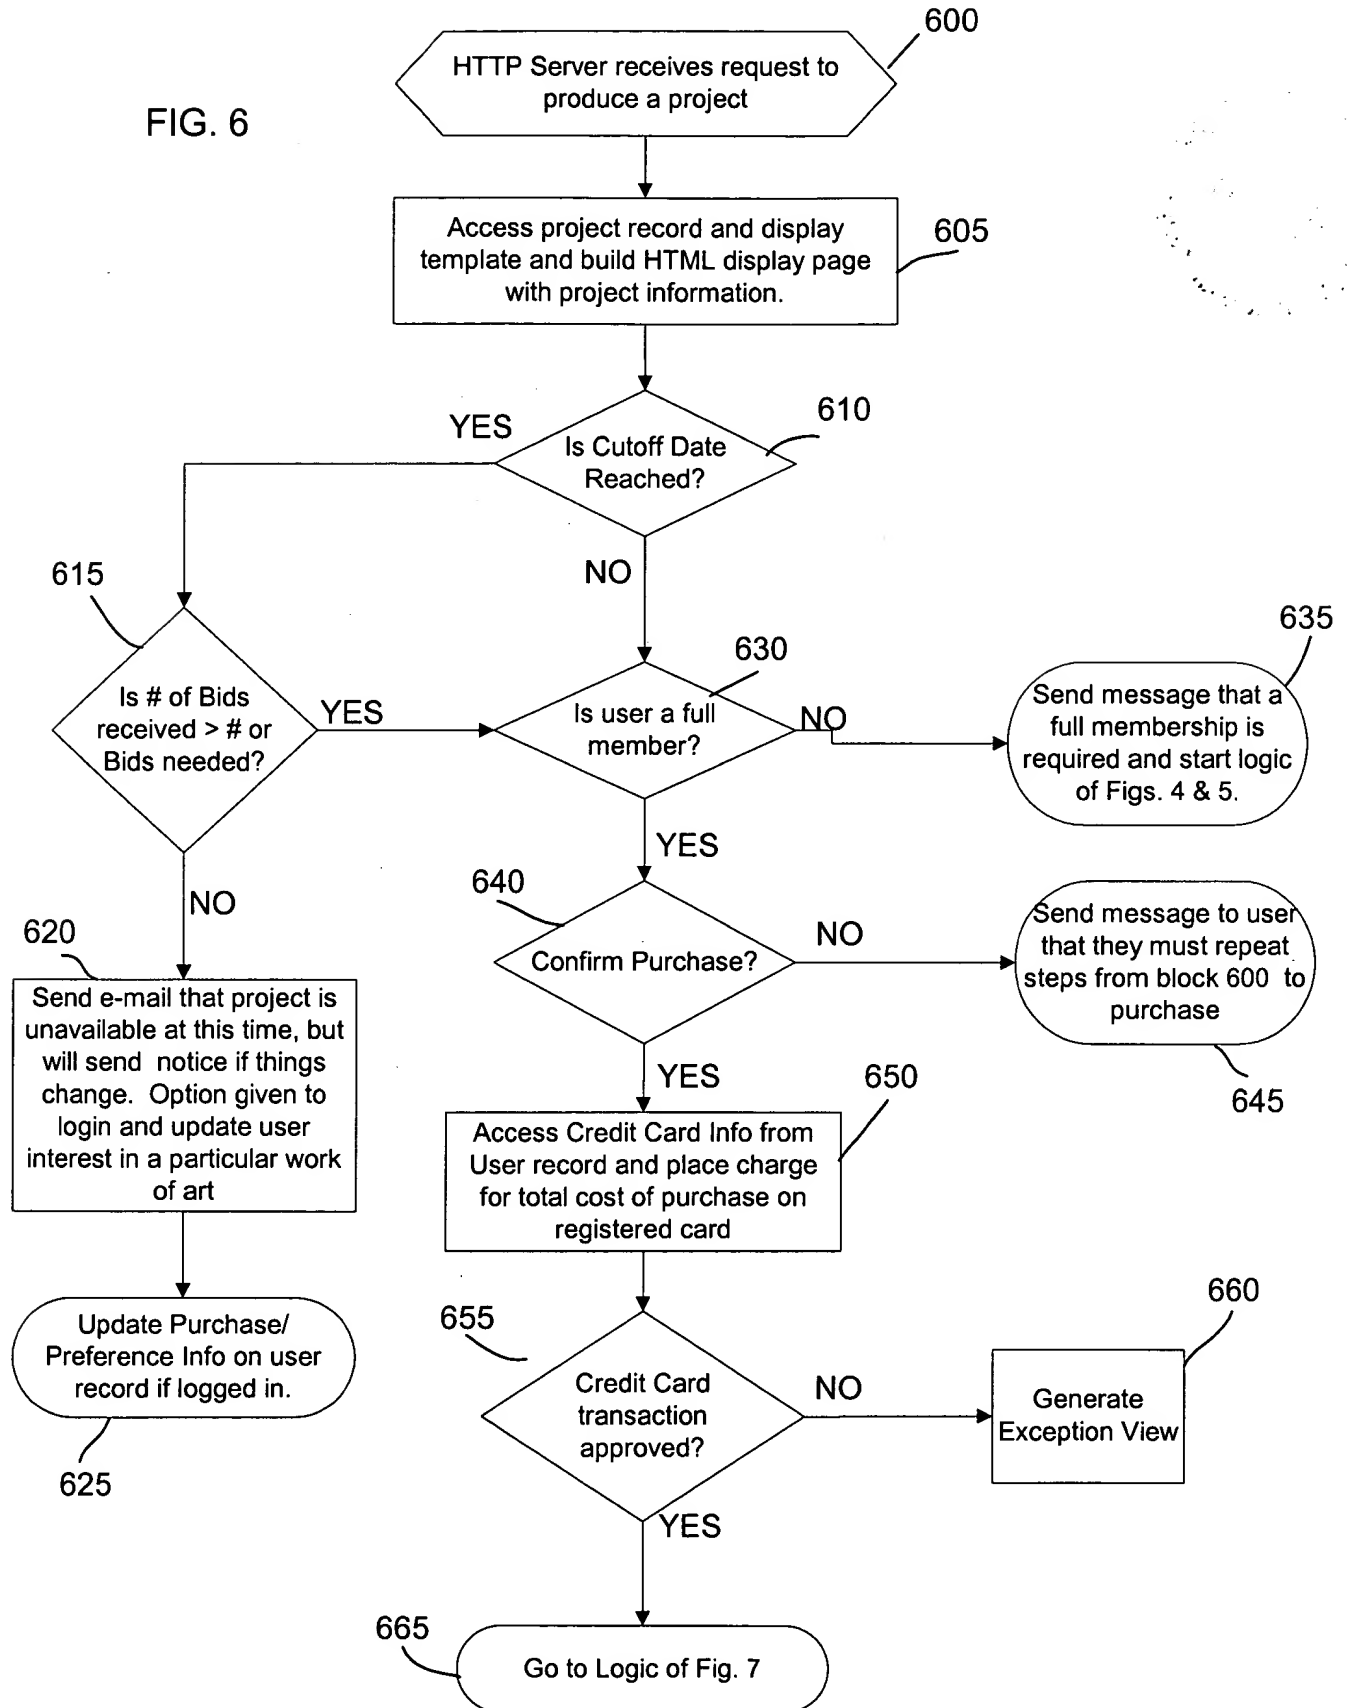 600
HTTP Server receives request to
produce a project
FIG. 6
Access project record and display
template and build HTML display page
with project information.
605
YES
610
Is Cutoff Date
Reached?
NO
615
Is # of Bids
received > # or
Bids needed?
YES
630
Is user a full
member?
NO
635
Send message that a
full membership is
required and start logic
of Figs. 4 & 5.
YES
NO
640
Confirm Purchase?
NO
Send message to user
that they must repeat
steps from block 600 to
purchase
645
620
Send e-mail that project is
unavailable at this time, but
will send notice if things
change. Option given to
login and update user
interest in a particular work
of art
YES
650
Access Credit Card Info from
User record and place charge
for total cost of purchase on
registered card
Update Purchase/
Preference Info on user
record if logged in.
625
655
Credit Card
transaction
approved?
NO
660
Generate
Exception View
YES
665
Go to Logic of Fig. 7